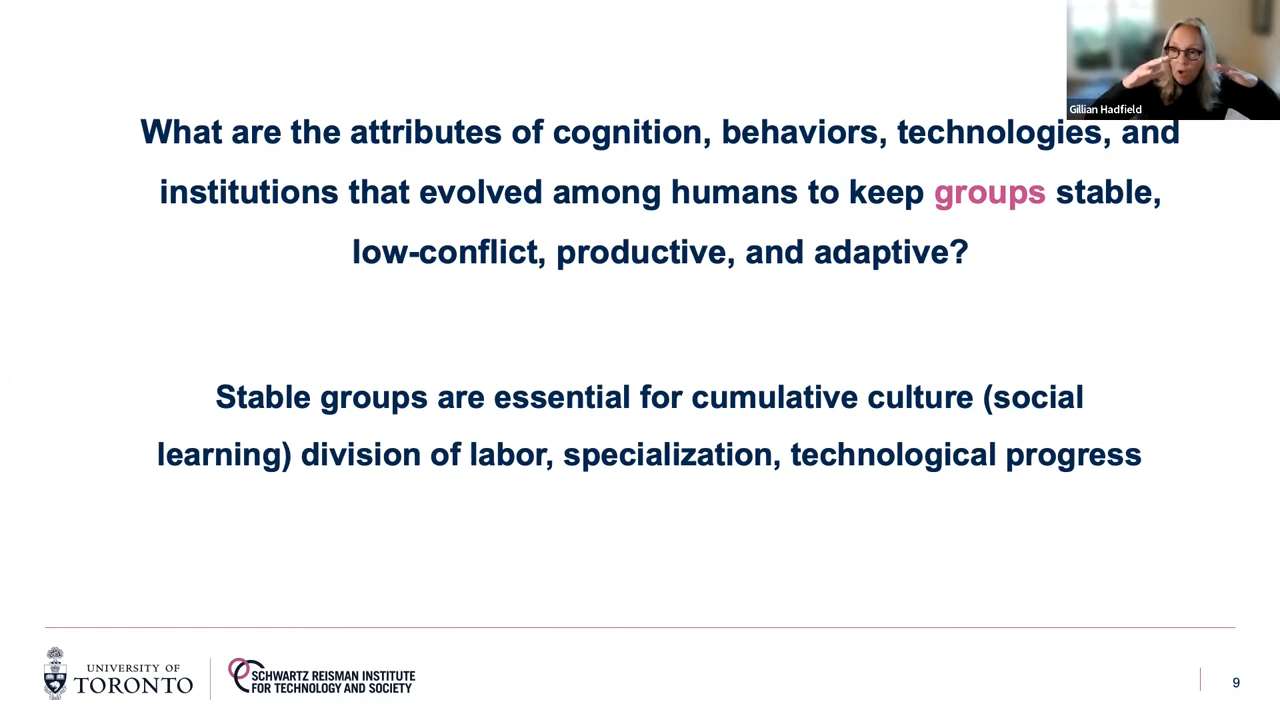 Gillian Hadfield
What are the attributes of cognition, behaviors, technologies, and
institutions that evolved among humans to keep groups stable,
low-conflict, productive, and adaptive?
Stable groups are essential for cumulative culture (social
learning) division of labor, specialization, technological progress
UNIVERSITY OF
TORONTO
SCHWARTZ REISMAN INSTITUTE
FOR TECHNOLOGY AND SOCIETY
9